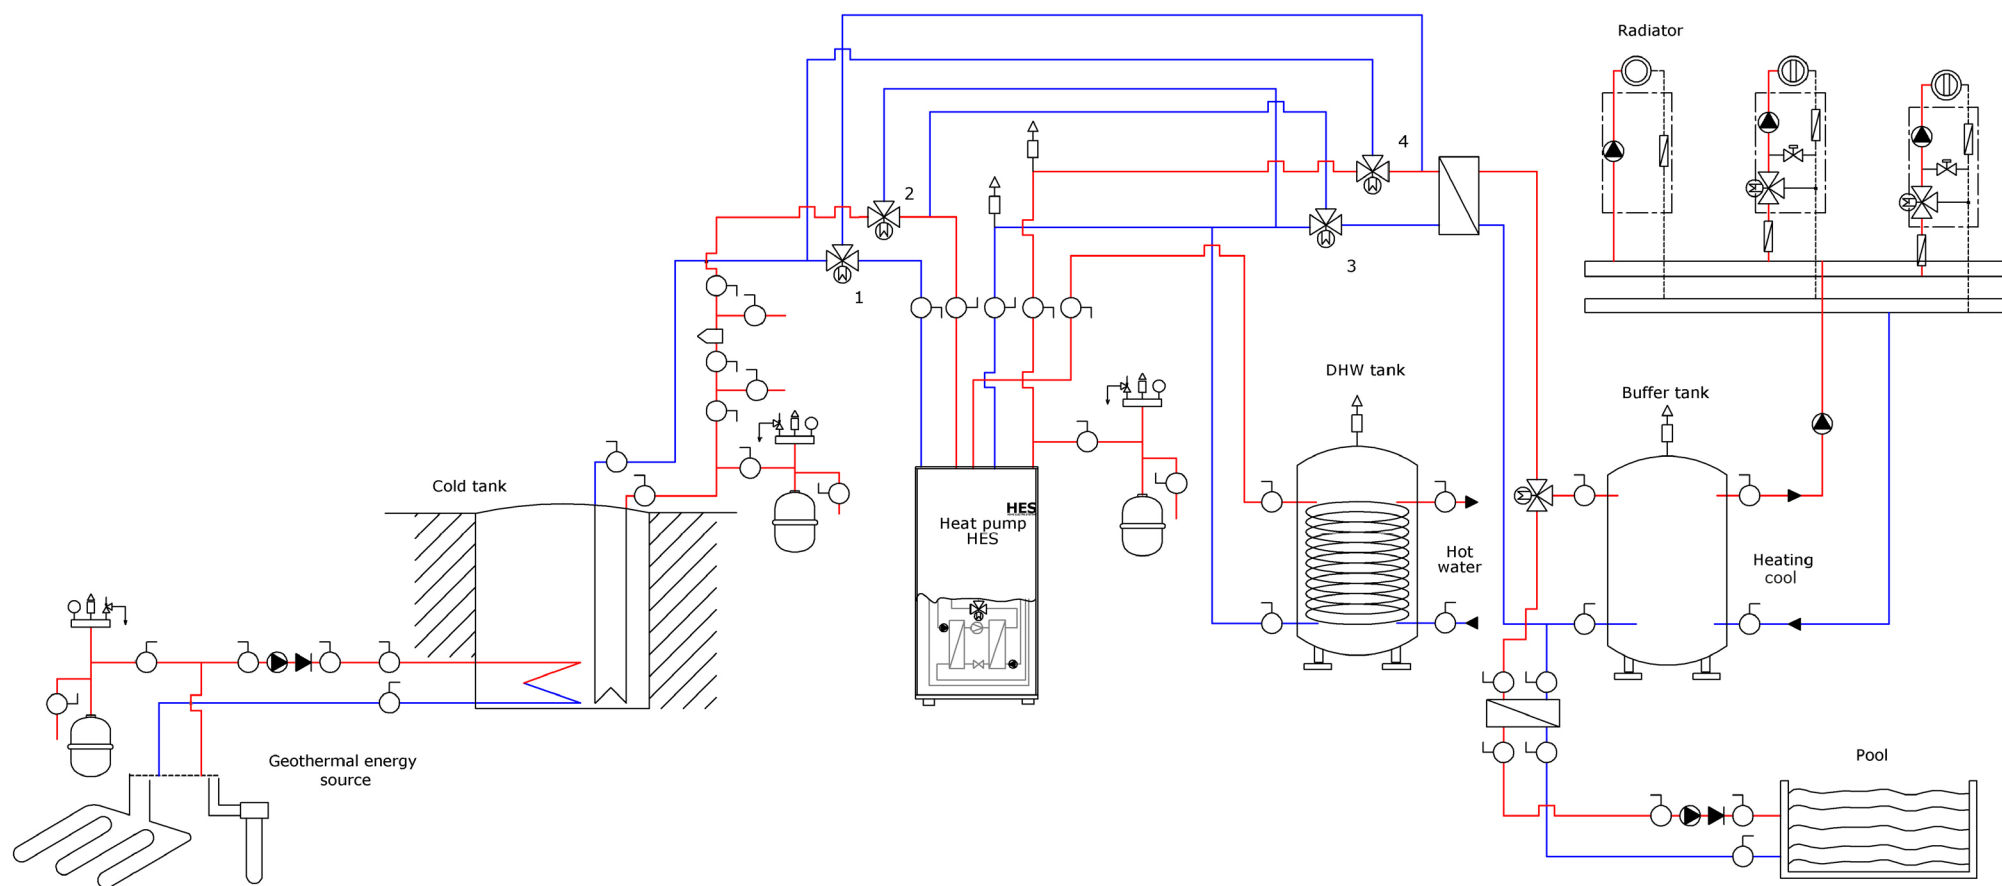 Radiator
4
2
3
1
DHW tank
Buffer tank
Cold tank
HES
Heat pump
HES
Hot
water
Heating
cool
Geothermal energy
source
Pool